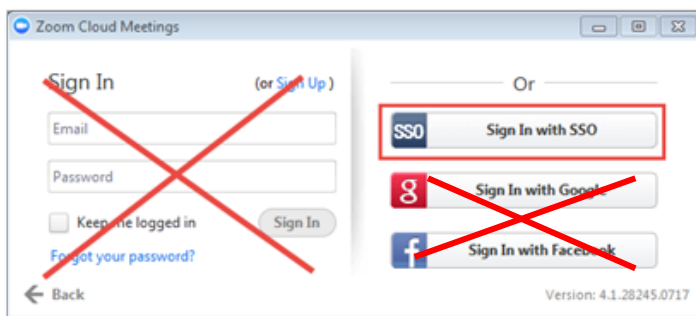 Zoom Cloud Meetings
Sign In
(or Sign Up )
Email
Password
Keep me logged in
Sign In
Forgot your password?
Back
Or
SSO
Sign In with SSO
g
Sign In with Google
f
Sign In with Facebook
Version: 4.1.28245.0717